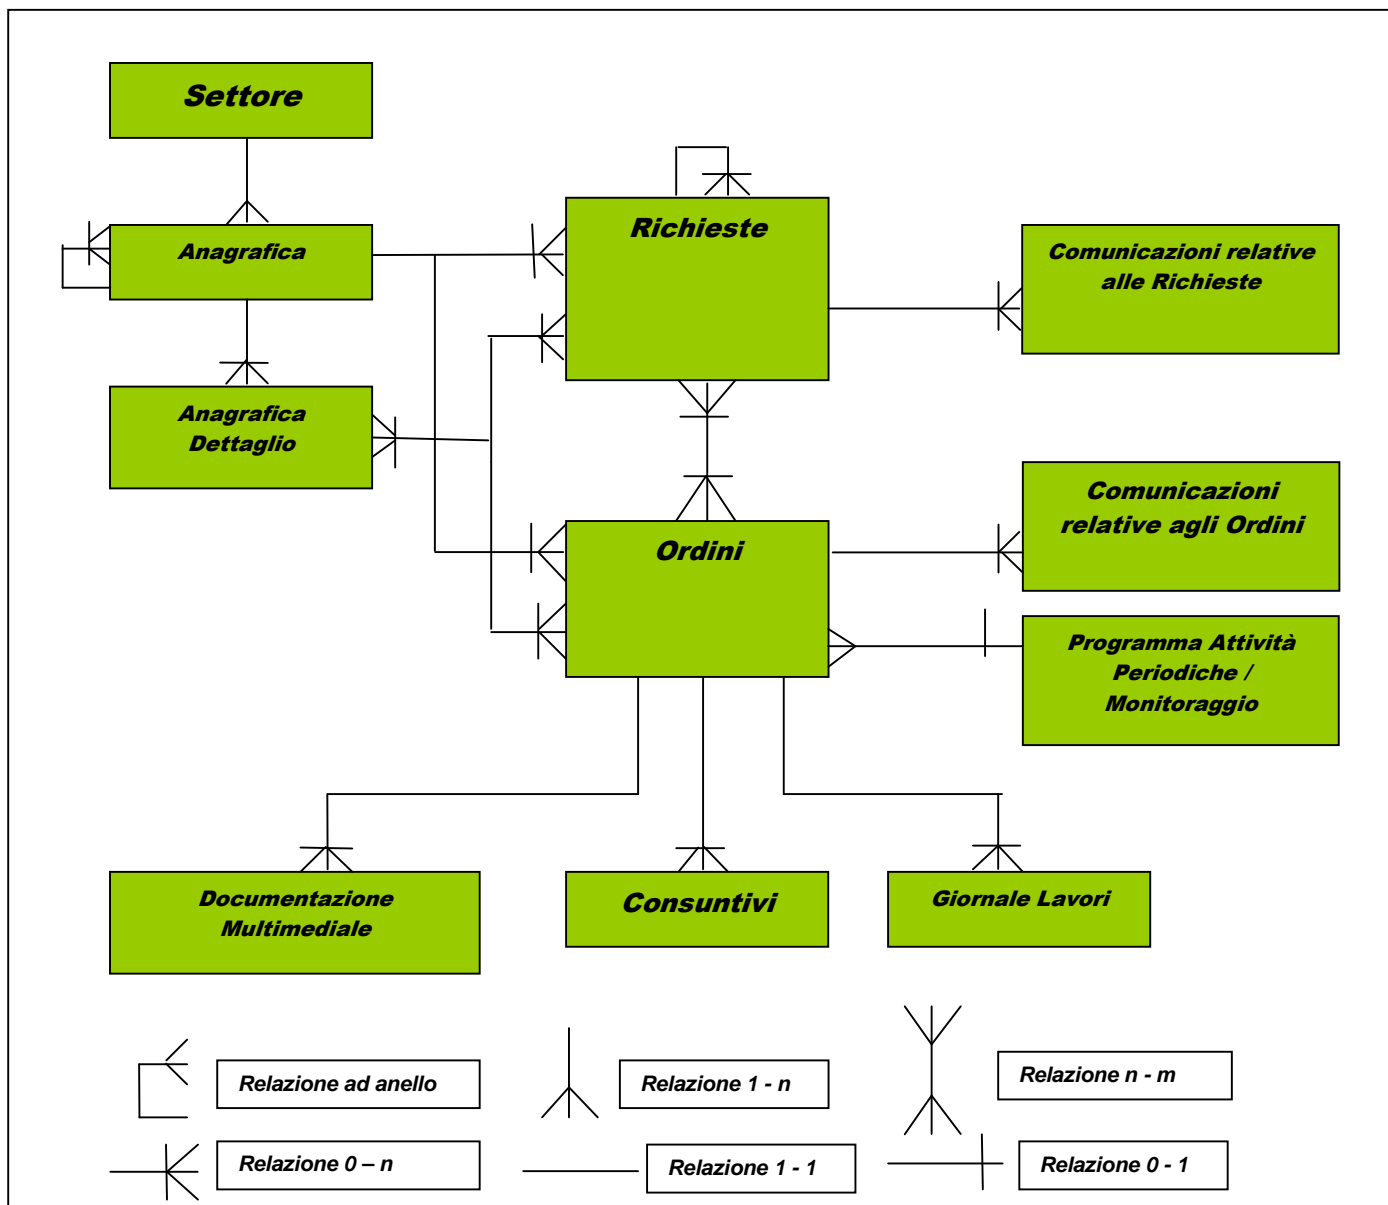 Settore
Anagrafica
Anagrafica
Dettaglio
Richieste
Comunicazioni relative
alle Richieste
Comunicazioni
relative agli Ordini
Ordini
Programma Attività
Periodiche /
Monitoraggio
Documentazione
Multimediale
Consuntivi
Giornale Lavori
Relazione ad anello
Relazione 1 - n
Relazione n - m
Relazione 0 – n
Relazione 1 - 1
Relazione 0 - 1